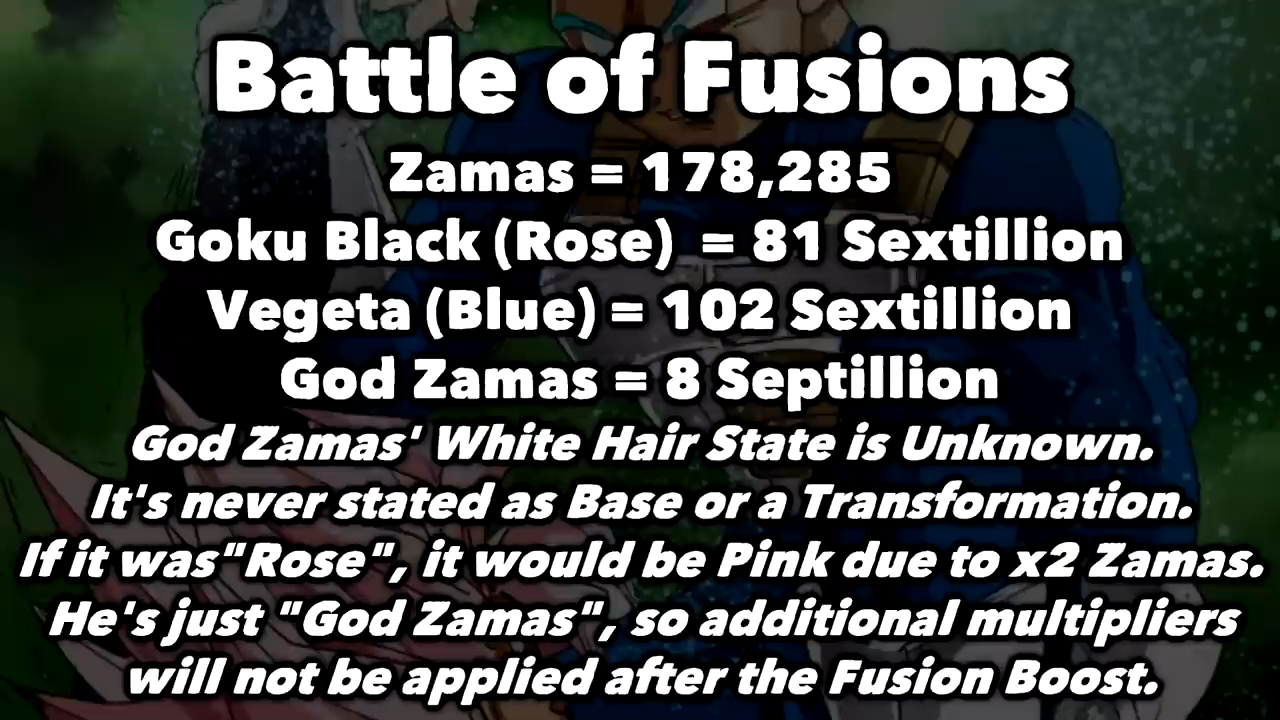 Battle of Fusions
Zamas = 178,285
Goku Black (Rose) = 81 Sextillion
Vegeta (Blue) = 102 Sextillion
God Zamas = 8 Septillion
God Zamas' White Hair State is Unknown.
It's never stated as Base or a Transformation.
If it was"Rose", it would be Pink due to x2 Zamas.
He's just "God Zamas", so additional multipliers
will not be applied after the Fusion Boost.